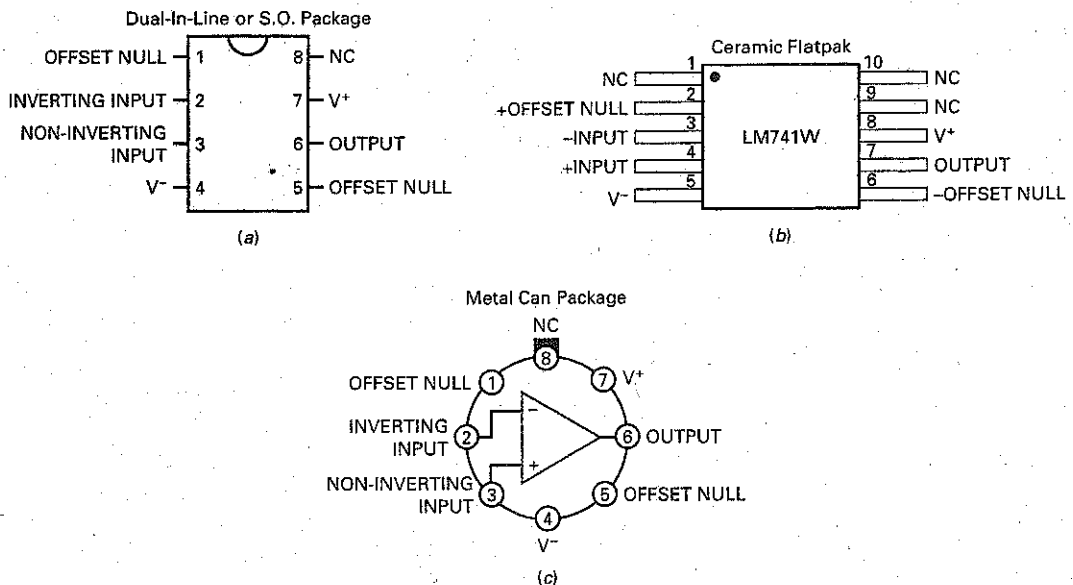 Dual-In-Line or S.O. Package
OFFSET NULL 1 8 NC
INVERTING INPUT 2 7 V+
NON-INVERTING
INPUT 3 6 OUTPUT
V− 4 5 OFFSET NULL
(a)
Ceramic Flatpak
NC 1 10 NC
+OFFSET NULL 2 9 NC
−INPUT 3 LM741W 8 V+
+INPUT 4 7 OUTPUT
V− 5 6 −OFFSET NULL
(b)
Metal Can Package
NC
8
OFFSET NULL 1 7 V+
INVERTING
INPUT 2 − 6 OUTPUT
NON-INVERTING
INPUT 3 + 5 OFFSET NULL
4
V−
(c)